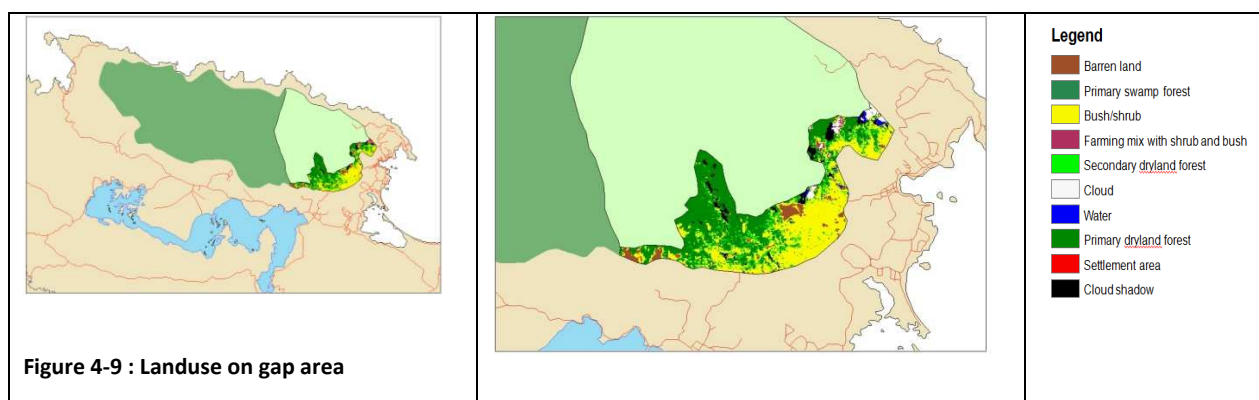 Figure 4-9 : Landuse on gap area
Legend
Barren land
Primary swamp forest
Bush/shrub
Farming mix with shrub and bush
Secondary dryland forest
Cloud
Water
Primary dryland forest
Settlement area
Cloud shadow